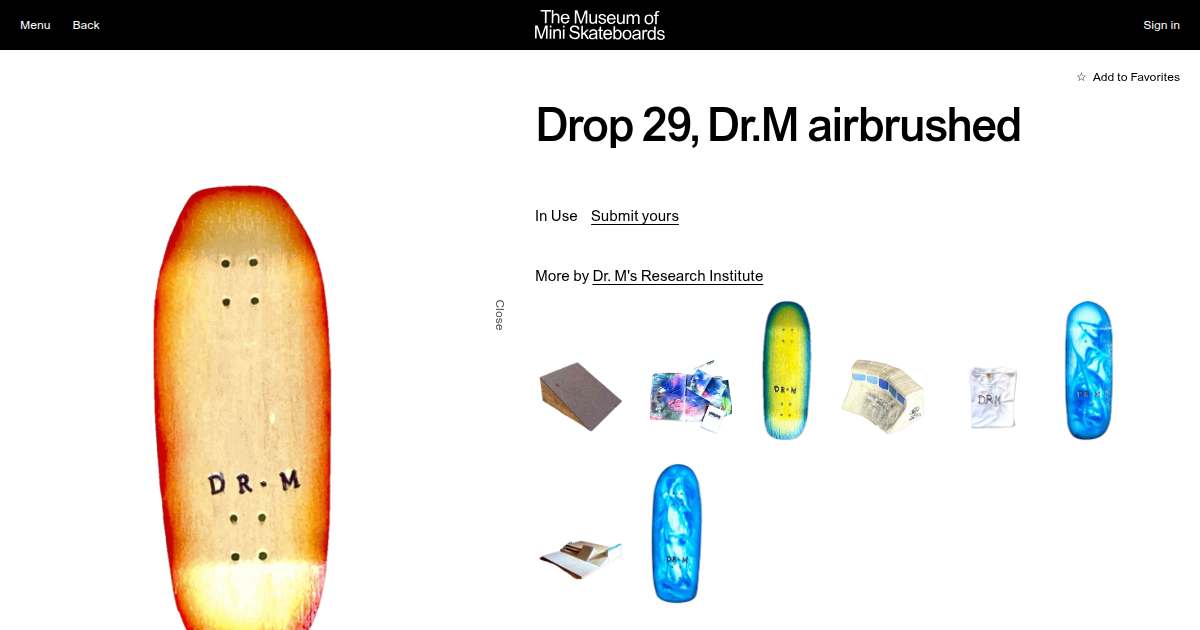 Menu
Back
The Museum of
Mini Skateboards
Sign in
☆ Add to Favorites
Drop 29, Dr.M airbrushed
In Use Submit yours
More by Dr. M's Research Institute
Close
DR.M
DR.M
DRM
DR.M